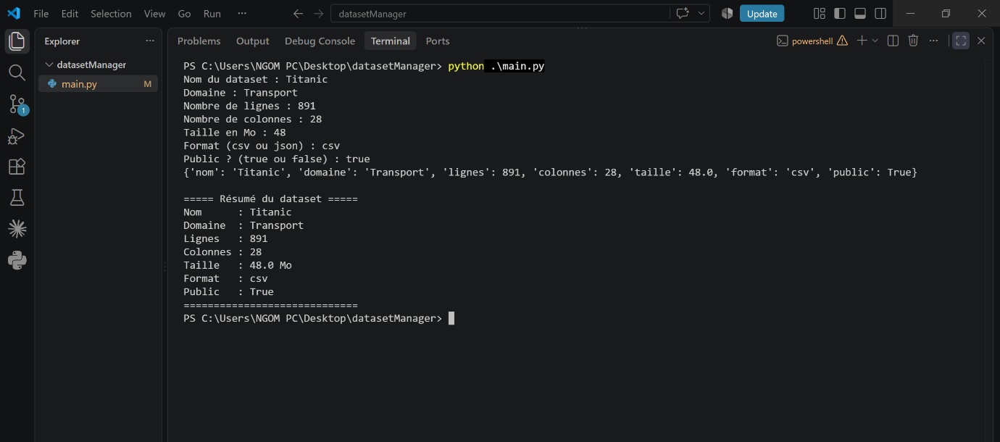 File Edit Selection View Go Run ··· datasetManager Update
Explorer ···
Problems Output Debug Console Terminal Ports powershell
datasetManager
main.py M
1
PS C:\Users\NGOM PC\Desktop\datasetManager> python .\main.py
Nom du dataset : Titanic
Domaine : Transport
Nombre de lignes : 891
Nombre de colonnes : 28
Taille en Mo : 48
Format (csv ou json) : csv
Public ? (true ou false) : true
{'nom': 'Titanic', 'domaine': 'Transport', 'lignes': 891, 'colonnes': 28, 'taille': 48.0, 'format': 'csv', 'public': True}
===== Résumé du dataset =====
Nom      : Titanic
Domaine  : Transport
Lignes   : 891
Colonnes : 28
Taille   : 48.0 Mo
Format   : csv
Public   : True
=============================
PS C:\Users\NGOM PC\Desktop\datasetManager>